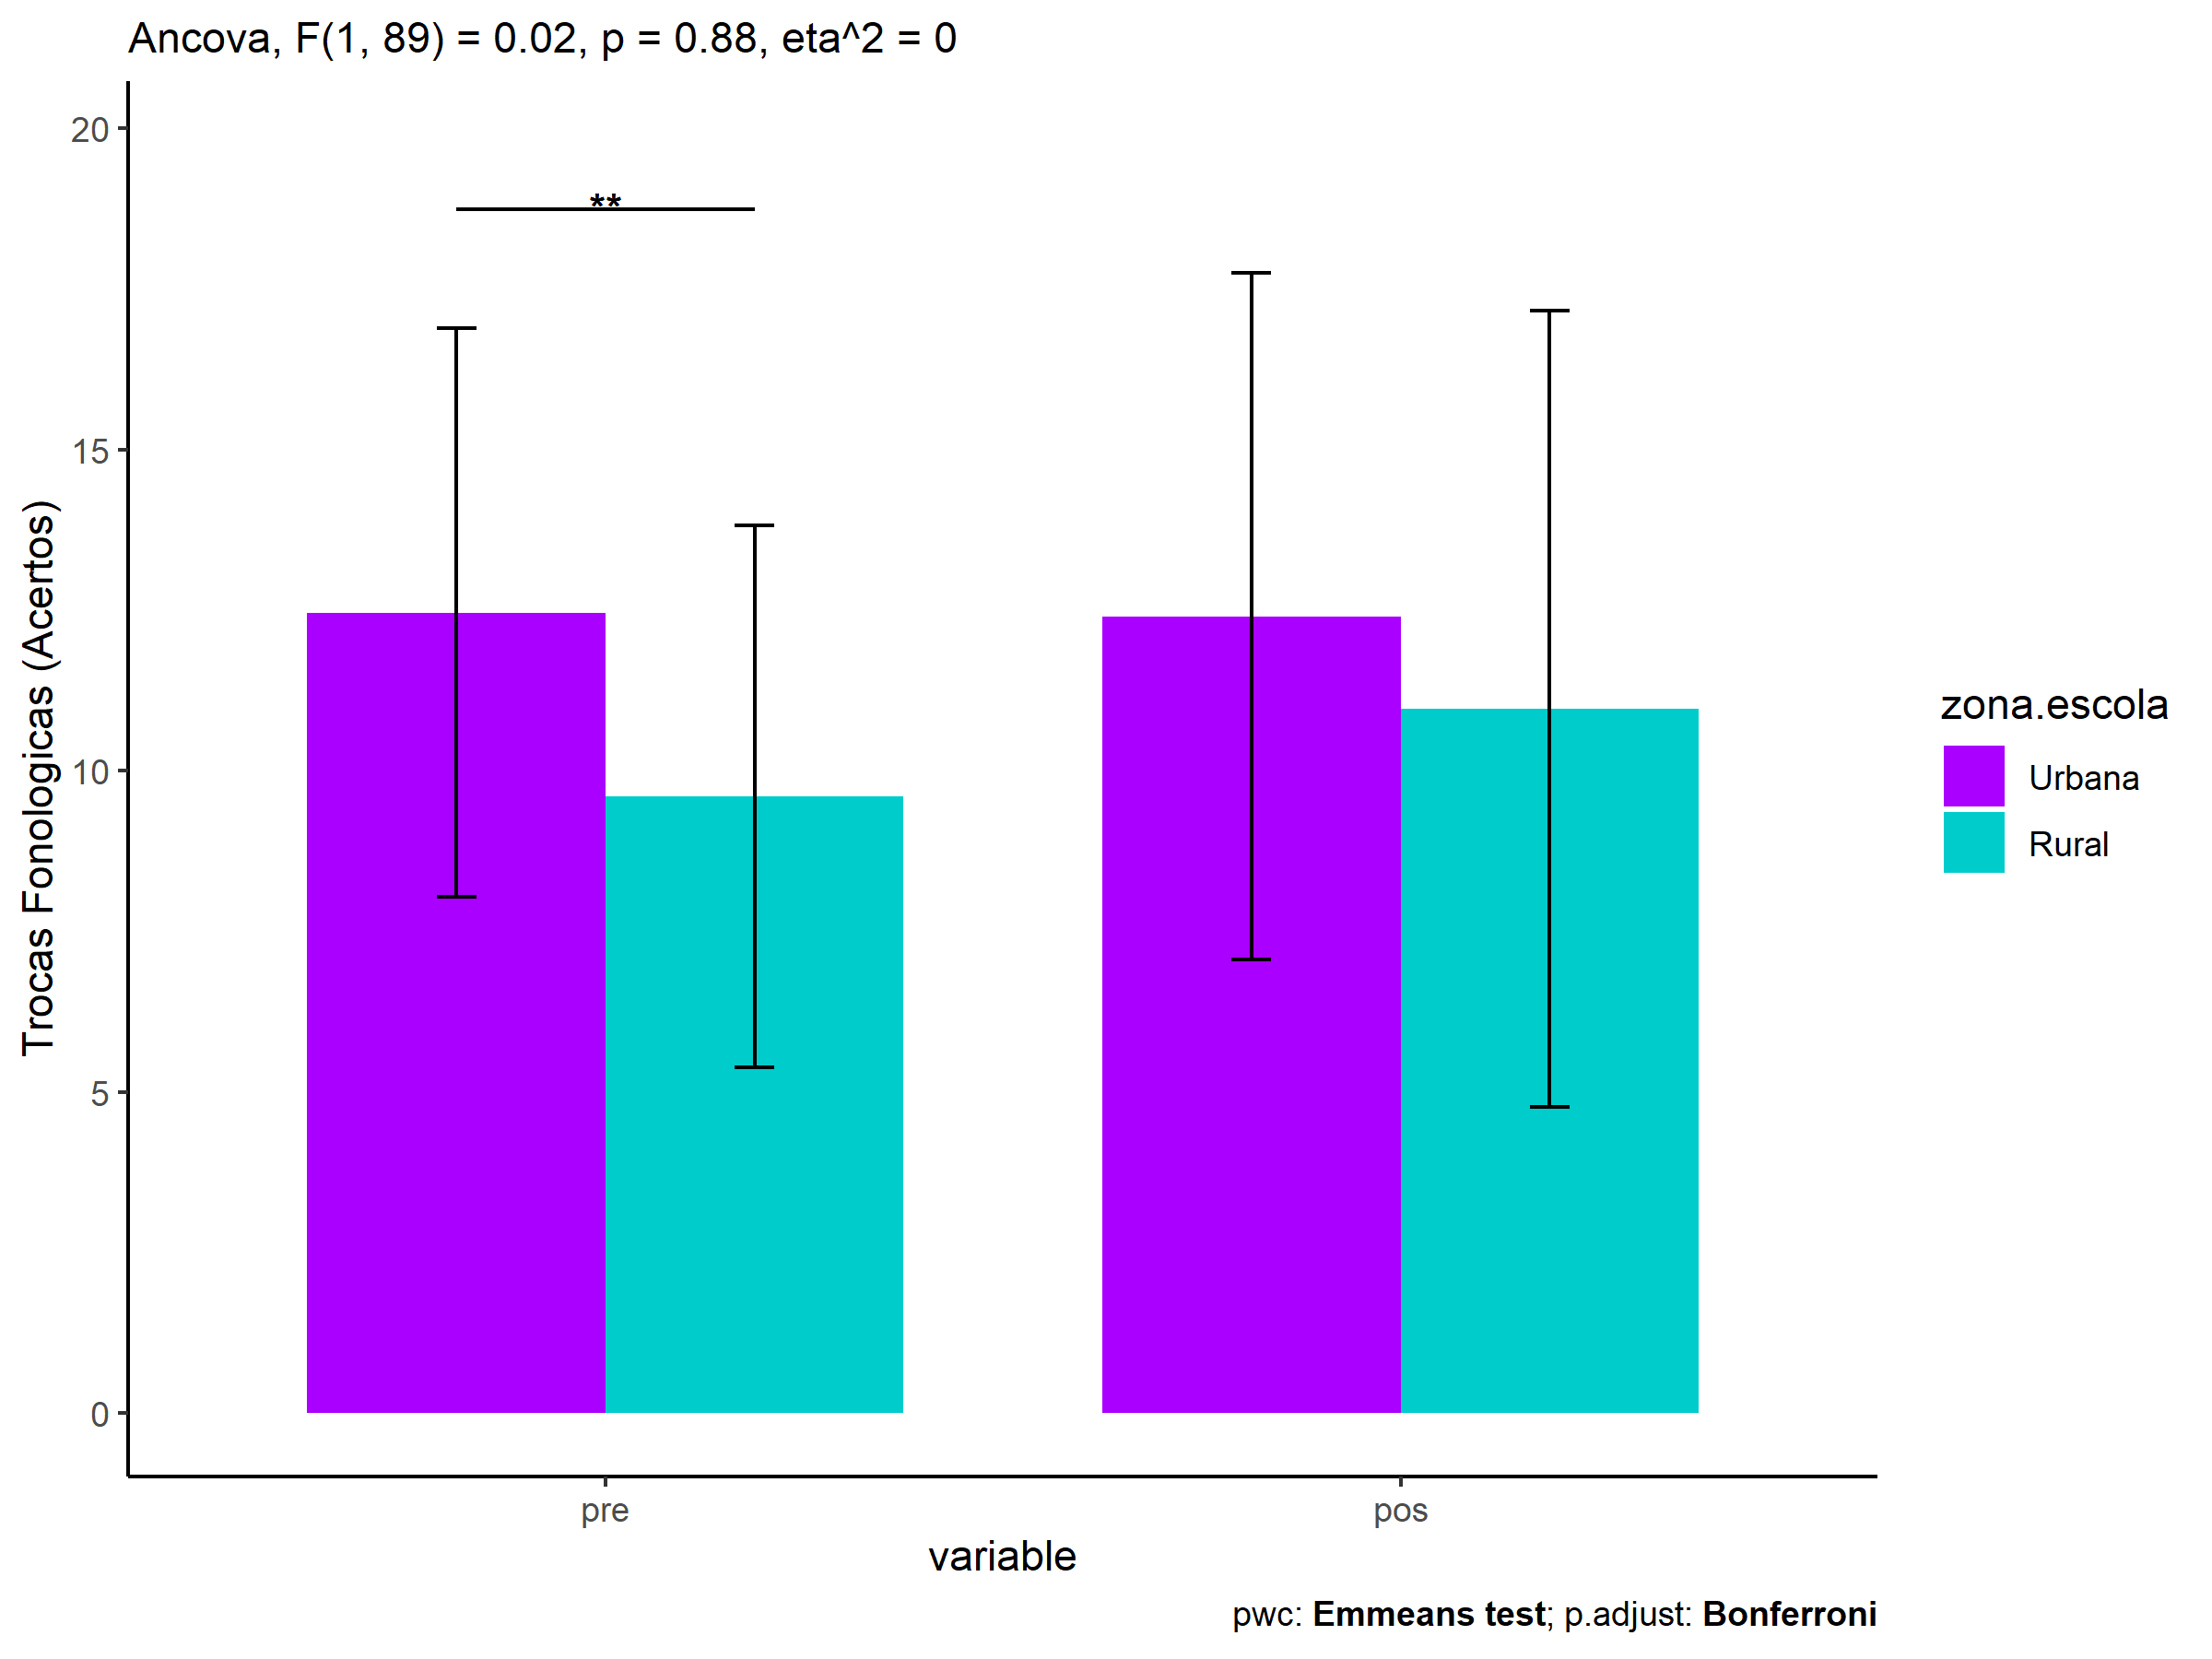 Ancova, F(1, 89) = 0.02, p = 0.88, eta^2 = 0
Trocas Fonologicas (Acertos)
20
15
10
5
0
**
pre
pos
variable
zona.escola
Urbana
Rural
pwc: Emmeans test; p.adjust: Bonferroni